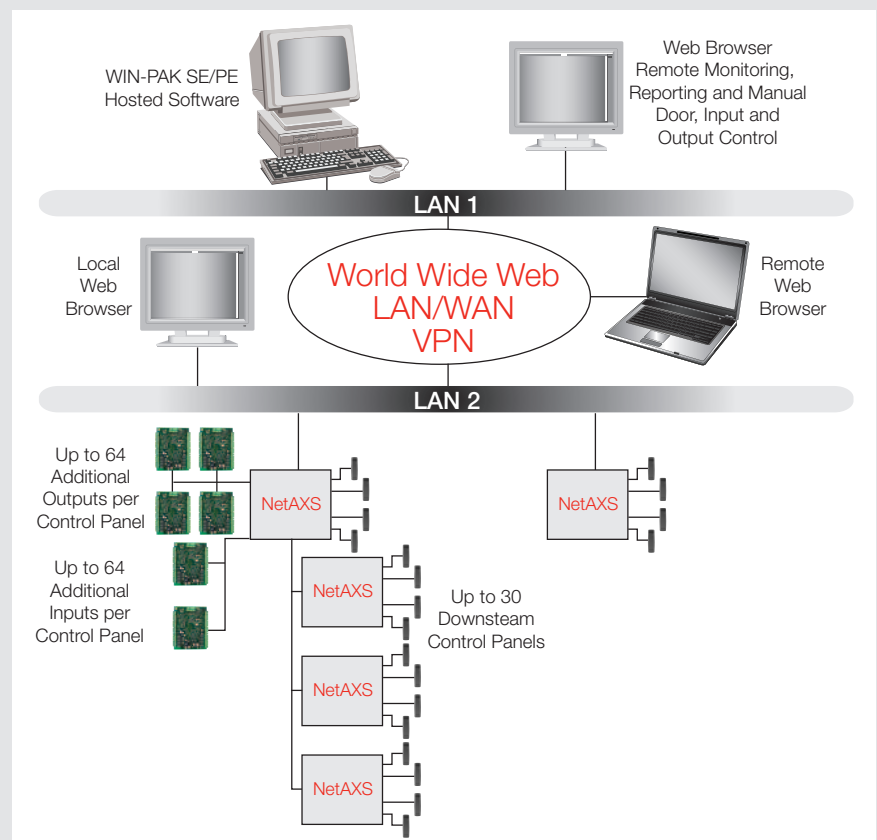 WIN-PAK SE/PE
Hosted Software
Web Browser
Remote Monitoring,
Reporting and Manual
Door, Input and
Output Control
LAN 1
Local
Web
Browser
World Wide Web
LAN/WAN
VPN
Remote
Web
Browser
LAN 2
Up to 64
Additional
Outputs per
Control Panel
NetAXS
NetAXS
Up to 64
Additional
Inputs per
Control Panel
NetAXS
Up to 30
Downsteam
Control Panels
NetAXS
NetAXS